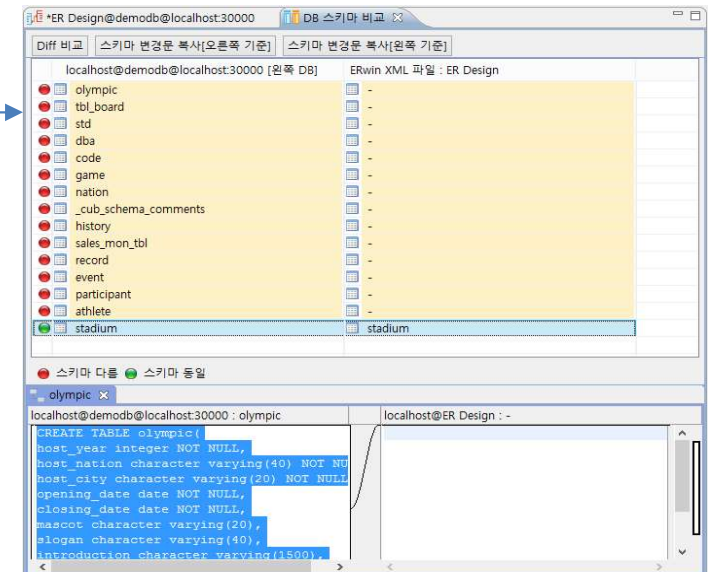 *ER Design@demodb@localhost:30000 DB 스키마 비교
Diff 비교 스키마 변경문 복사[오른쪽 기준] 스키마 변경문 복사[왼쪽 기준]
localhost@demodb@localhost:30000 [왼쪽 DB] ERwin XML 파일 : ER Design
olympic -
tbl_board -
std -
dba -
code -
game -
nation -
_cub_schema_comments -
history -
sales_mon_tbl -
record -
event -
participant -
athlete -
stadium stadium
스키마 다름 스키마 동일
olympic
localhost@demodb@localhost:30000 : olympic localhost@ER Design : -
CREATE TABLE olympic(
host_year integer NOT NULL,
host_nation character varying(40) NOT NU
host_city character varying(20) NOT NULL
opening_date date NOT NULL,
closing_date date NOT NULL,
mascot character varying(20),
slogan character varying(40),
introduction character varying(1500),